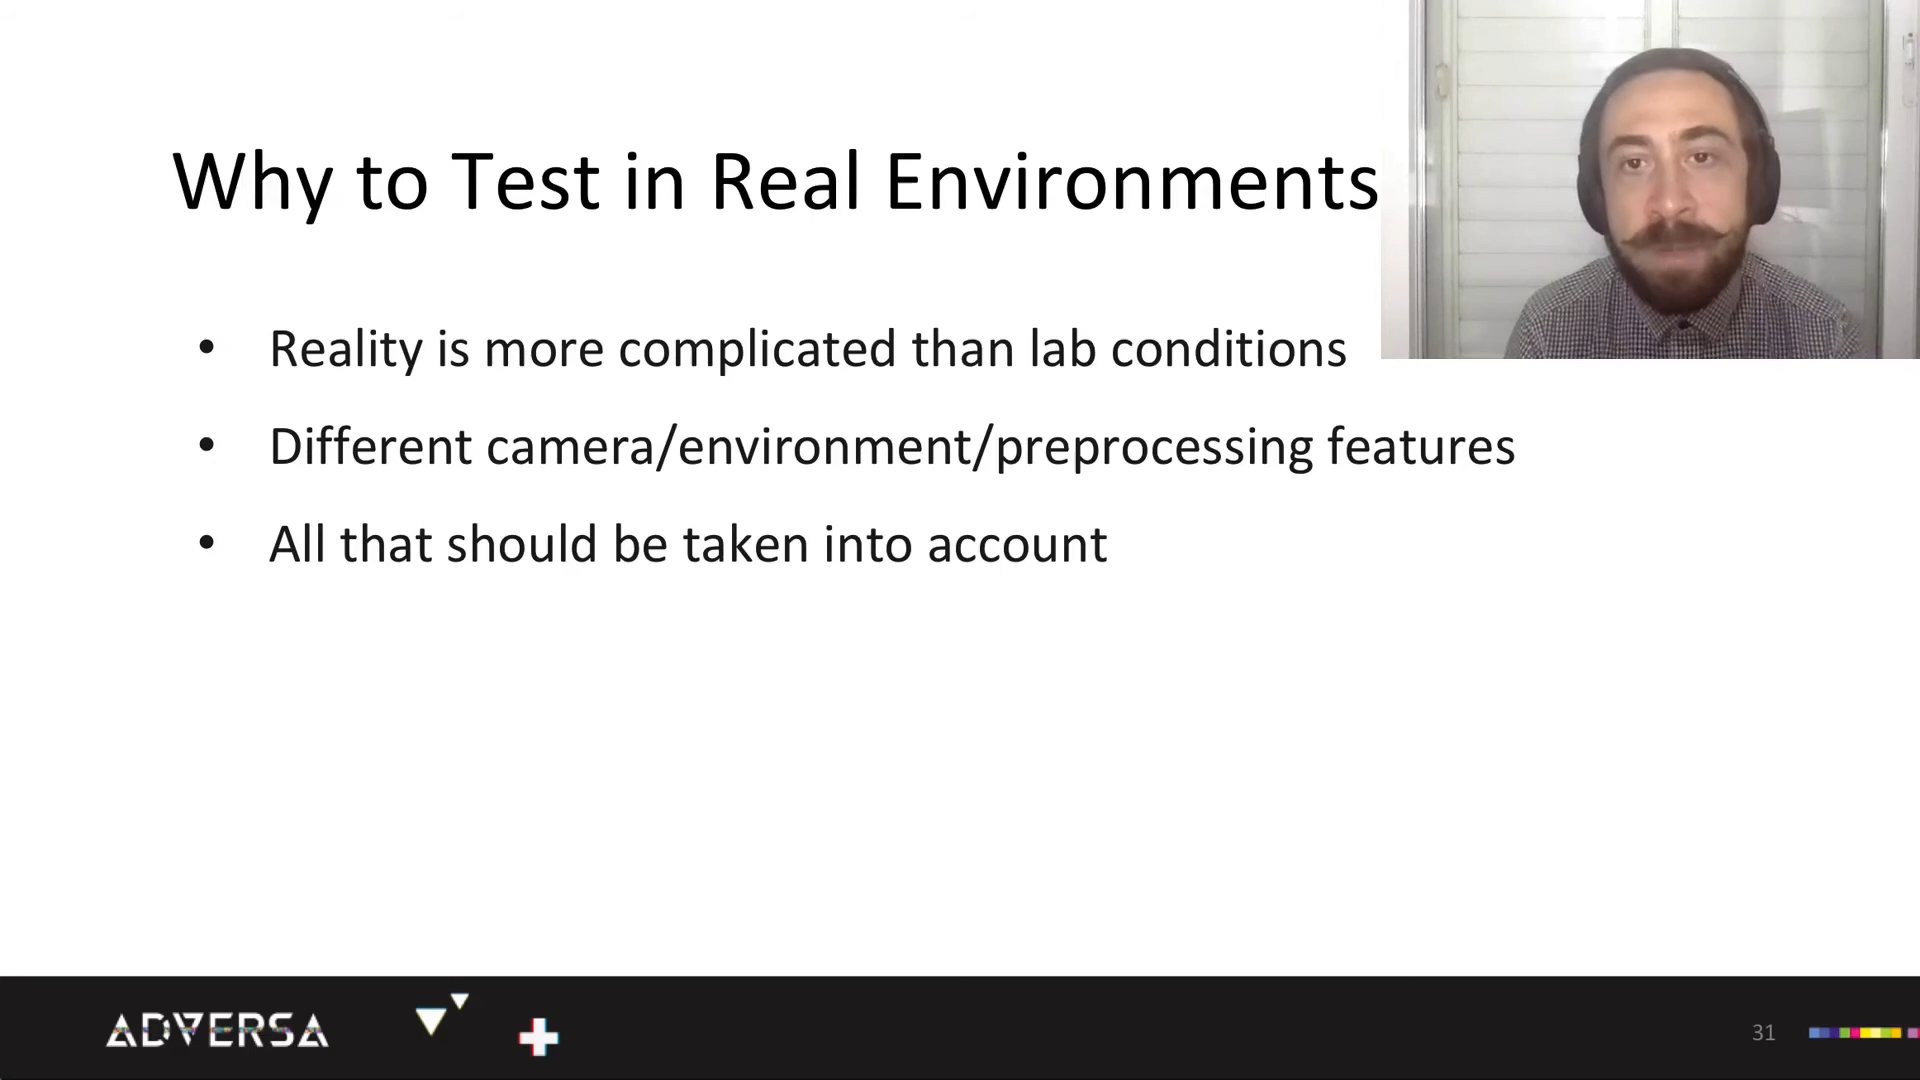 Why to Test in Real Environments
• Reality is more complicated than lab conditions
• Different camera/environment/preprocessing features
• All that should be taken into account
ADVERSA
31